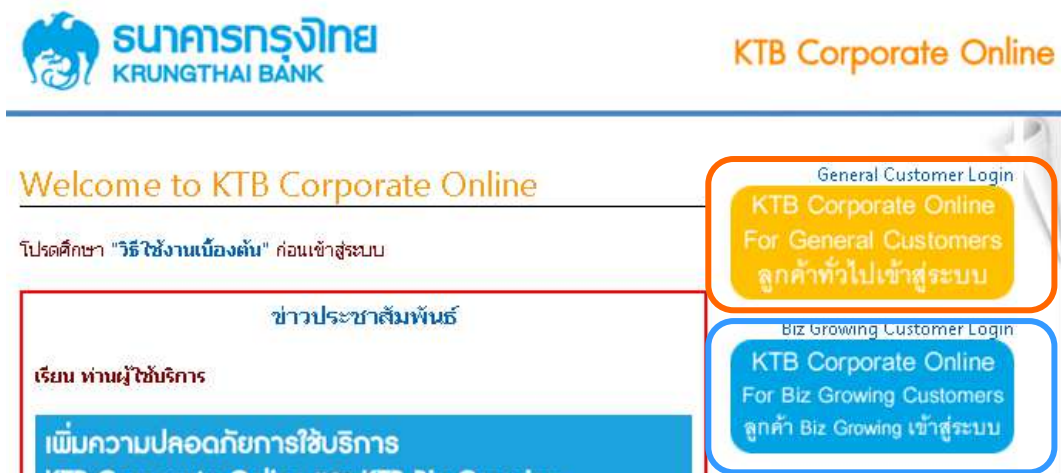 ธนาคารกรุงไทย
KRUNGTHAI BANK
KTB Corporate Online
Welcome to KTB Corporate Online
โปรดศึกษา "วิธีใช้งานเบื้องต้น" ก่อนเข้าสู่ระบบ
ข่าวประชาสัมพันธ์
เรียน ท่านผู้ใช้บริการ
เพิ่มความปลอดภัยการใช้บริการ
General Customer Login
KTB Corporate Online
For General Customers
ลูกค้าทั่วไปเข้าสู่ระบบ
Biz Growing Customer Login
KTB Corporate Online
For Biz Growing Customers
ลูกค้า Biz Growing เข้าสู่ระบบ